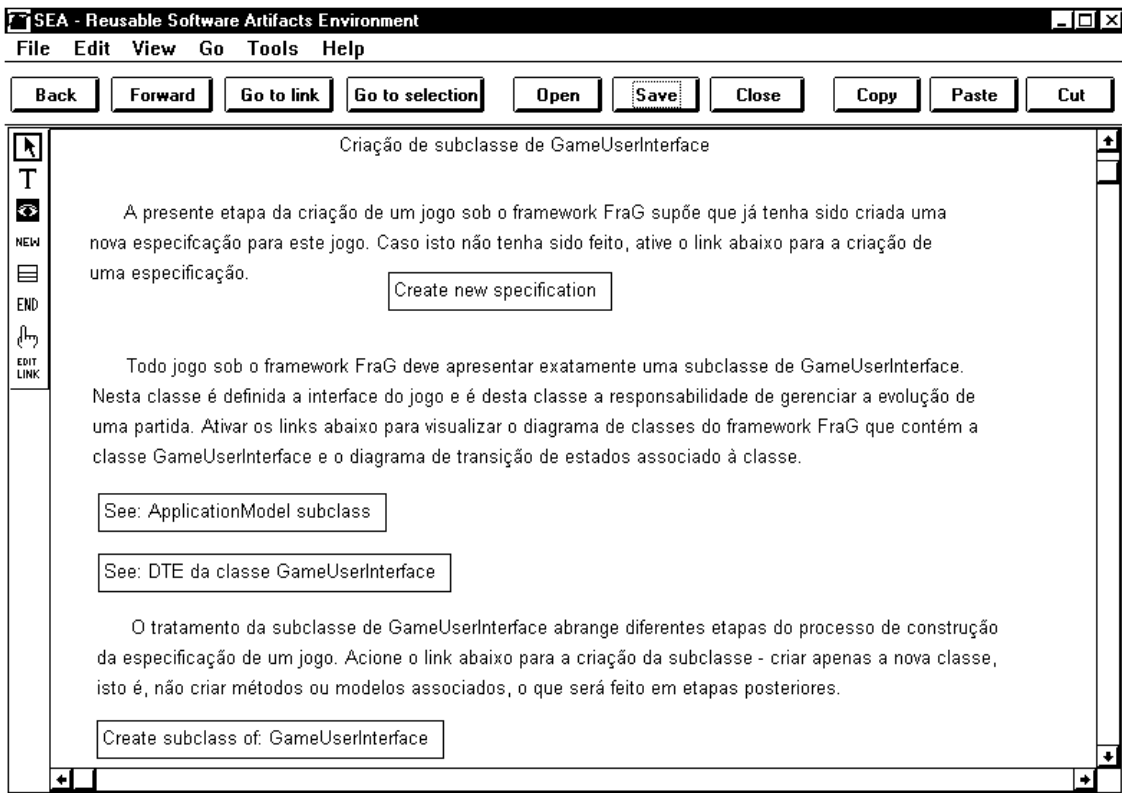 SEA - Reusable Software Artifacts Environment
File Edit View Go Tools Help
Back Forward Go to link Go to selection Open Save Close Copy Paste Cut
Criação de subclasse de GameUserInterface
T
A presente etapa da criação de um jogo sob o framework FraG supõe que já tenha sido criada uma
NEW
nova especifcação para este jogo. Caso isto não tenha sido feito, ative o link abaixo para a criação de
uma especificação.
Create new specification
END
EDIT
LINK
Todo jogo sob o framework FraG deve apresentar exatamente uma subclasse de GameUserInterface.
Nesta classe é definida a interface do jogo e é desta classe a responsabilidade de gerenciar a evolução de
uma partida. Ativar os links abaixo para visualizar o diagrama de classes do framework FraG que contém a
classe GameUserInterface e o diagrama de transição de estados associado à classe.
See: ApplicationModel subclass
See: DTE da classe GameUserInterface
O tratamento da subclasse de GameUserInterface abrange diferentes etapas do processo de construção
da especificação de um jogo. Acione o link abaixo para a criação da subclasse - criar apenas a nova classe,
isto é, não criar métodos ou modelos associados, o que será feito em etapas posteriores.
Create subclass of: GameUserInterface